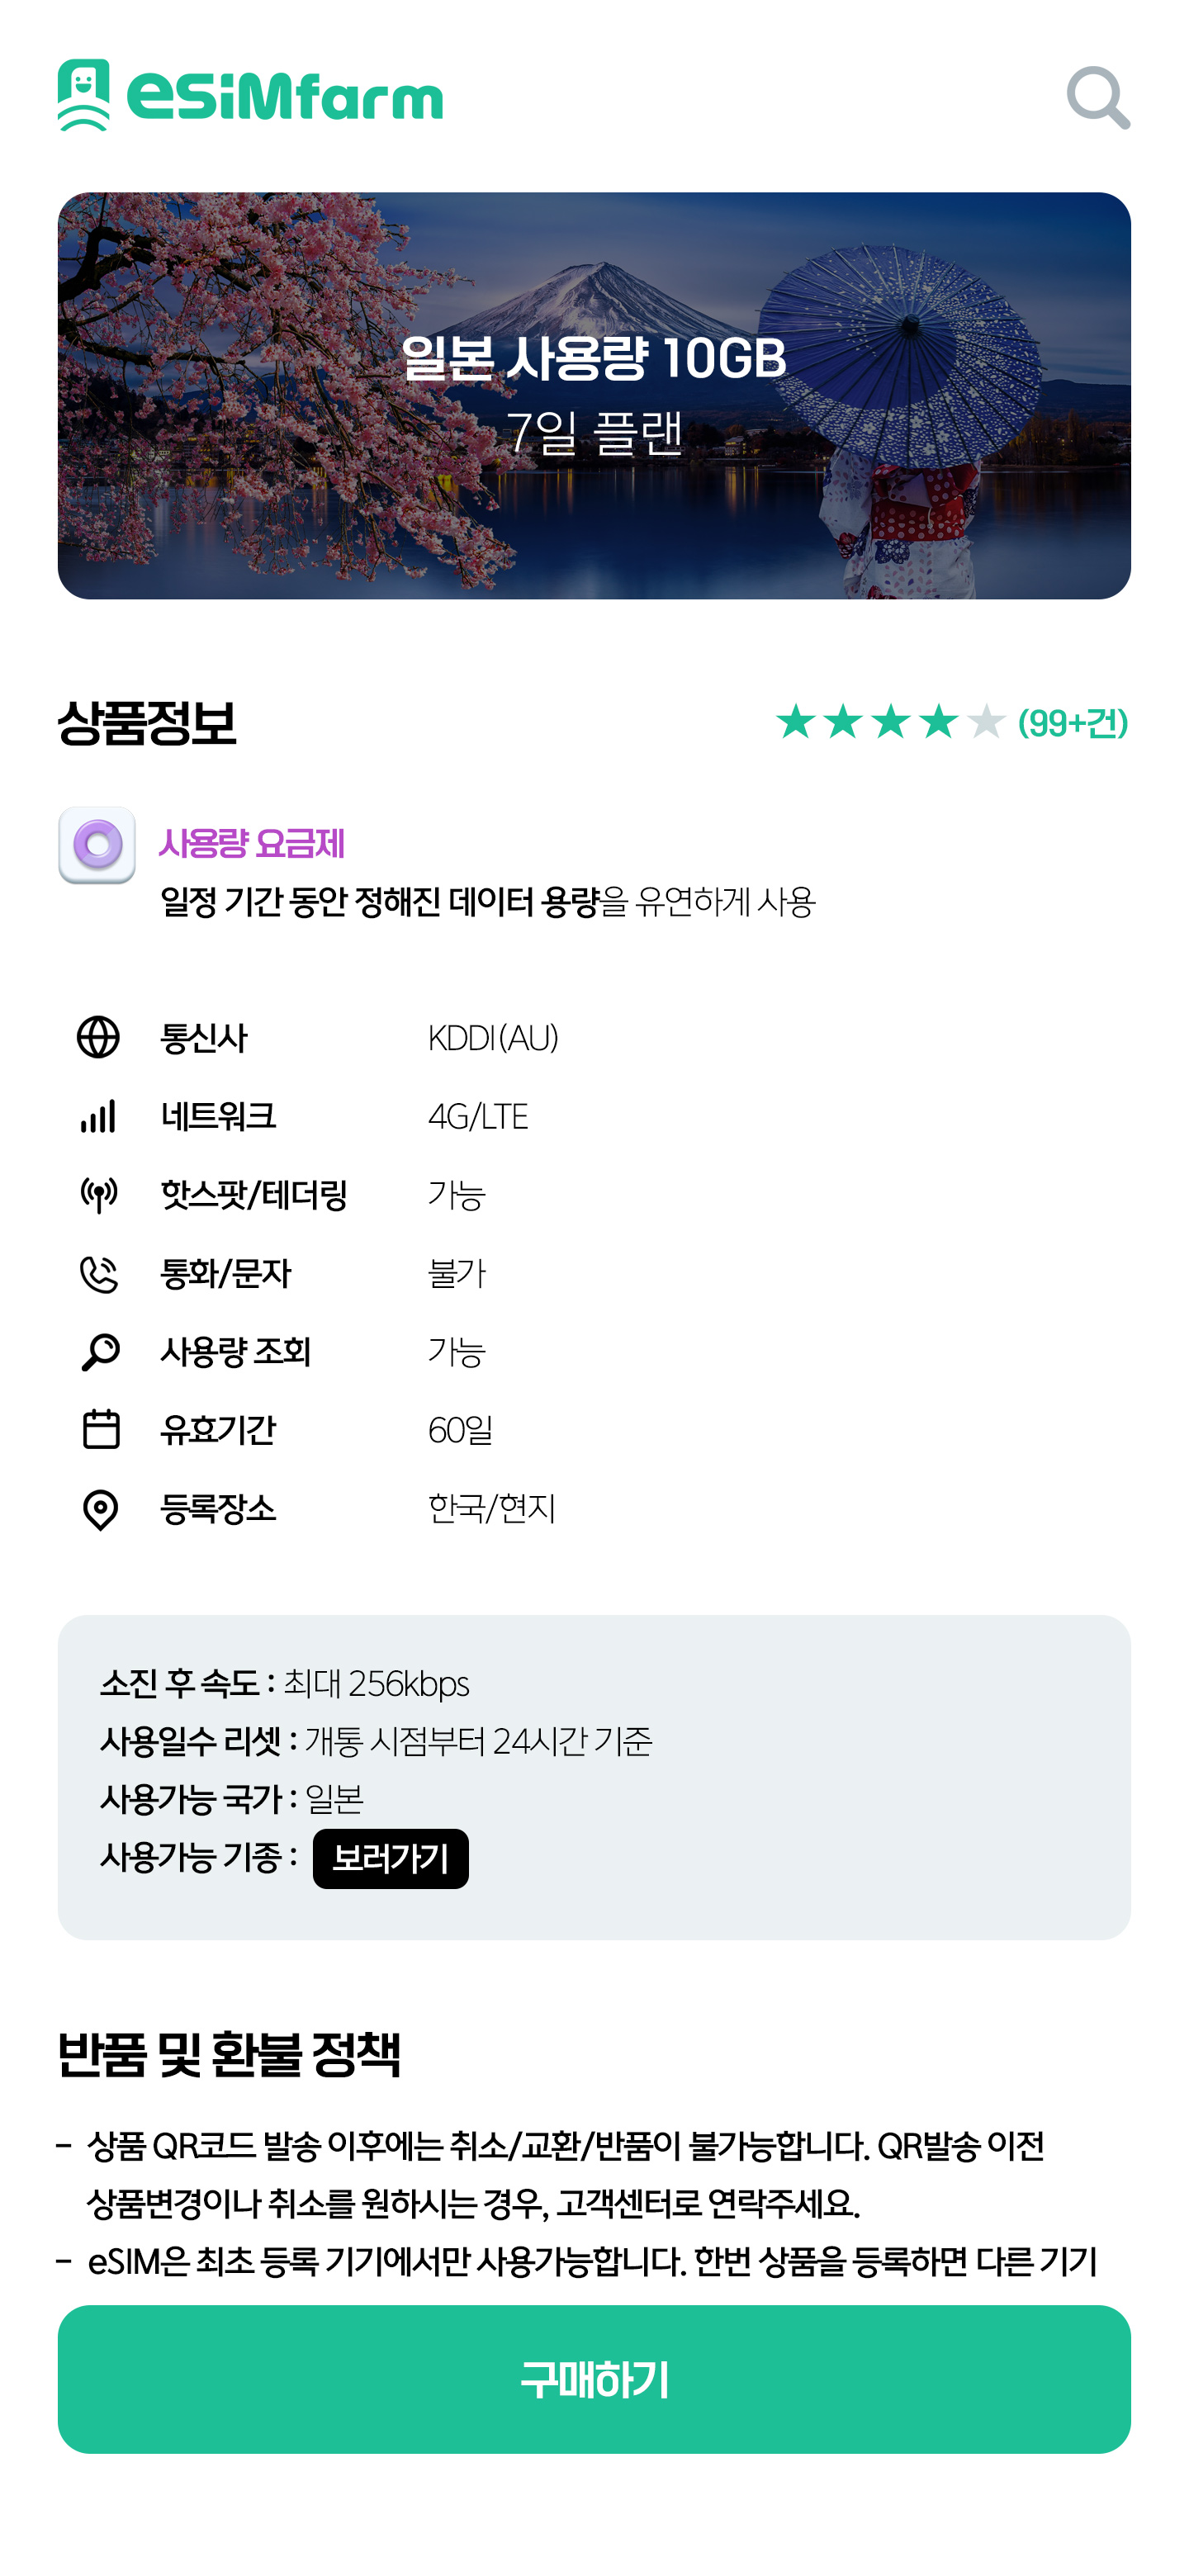 eSiMfarm
일본 사용량 10GB
7일 플랜
상품정보
★★★★★ (99+건)
사용량 요금제
일정 기간 동안 정해진 데이터 용량을 유연하게 사용
통신사 KDDI(AU)
네트워크 4G/LTE
핫스팟/테더링 가능
통화/문자 불가
사용량 조회 가능
유효기간 60일
등록장소 한국/현지
소진 후 속도 : 최대 256kbps
사용일수 리셋 : 개통 시점부터 24시간 기준
사용가능 국가 : 일본
사용가능 기종 : 보러가기
반품 및 환불 정책
- 상품 QR코드 발송 이후에는 취소/교환/반품이 불가능합니다. QR발송 이전
상품변경이나 취소를 원하시는 경우, 고객센터로 연락주세요.
- eSIM은 최초 등록 기기에서만 사용가능합니다. 한번 상품을 등록하면 다른 기기
구매하기